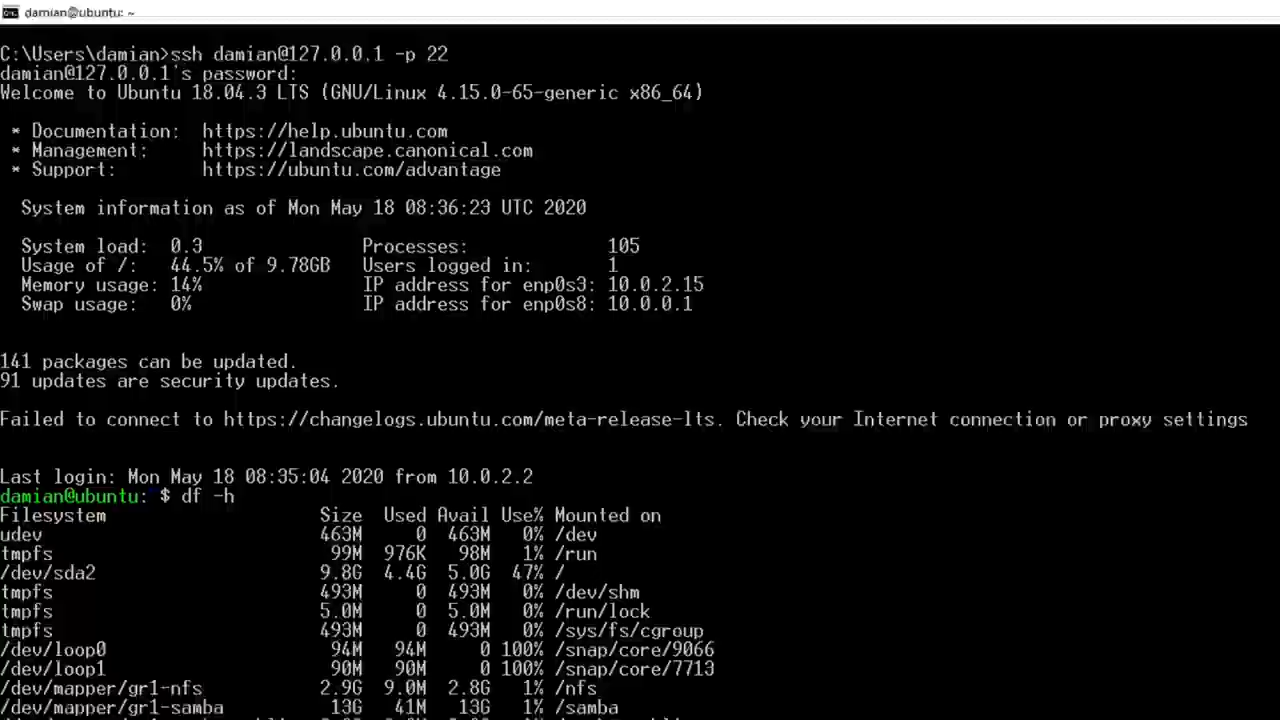 damian@ubuntu: ~
C:\Users\damian>ssh damian@127.0.0.1 -p 22
damian@127.0.0.1's password:
Welcome to Ubuntu 18.04.3 LTS (GNU/Linux 4.15.0-65-generic x86_64)
* Documentation: https://help.ubuntu.com
* Management: https://landscape.canonical.com
* Support: https://ubuntu.com/advantage
System information as of Mon May 18 08:36:23 UTC 2020
System load: 0.3 Processes: 105
Usage of /: 44.5% of 9.78GB Users logged in: 1
Memory usage: 14% IP address for enp0s3: 10.0.2.15
Swap usage: 0% IP address for enp0s8: 10.0.0.1
141 packages can be updated.
91 updates are security updates.
Failed to connect to https://changelogs.ubuntu.com/meta-release-lts. Check your Internet connection or proxy settings
Last login: Mon May 18 08:35:04 2020 from 10.0.2.2
damian@ubuntu:~$ df -h
Filesystem Size Used Avail Use% Mounted on
udev 463M 0 463M 0% /dev
tmpfs 99M 976K 98M 1% /run
/dev/sda2 9.8G 4.4G 5.0G 47% /
tmpfs 493M 0 493M 0% /dev/shm
tmpfs 5.0M 0 5.0M 0% /run/lock
tmpfs 493M 0 493M 0% /sys/fs/cgroup
/dev/loop0 94M 94M 0 100% /snap/core/9066
/dev/loop1 90M 90M 0 100% /snap/core/7713
/dev/mapper/gr1-nfs 2.9G 9.0M 2.8G 1% /nfs
/dev/mapper/gr1-samba 13G 41M 13G 1% /samba